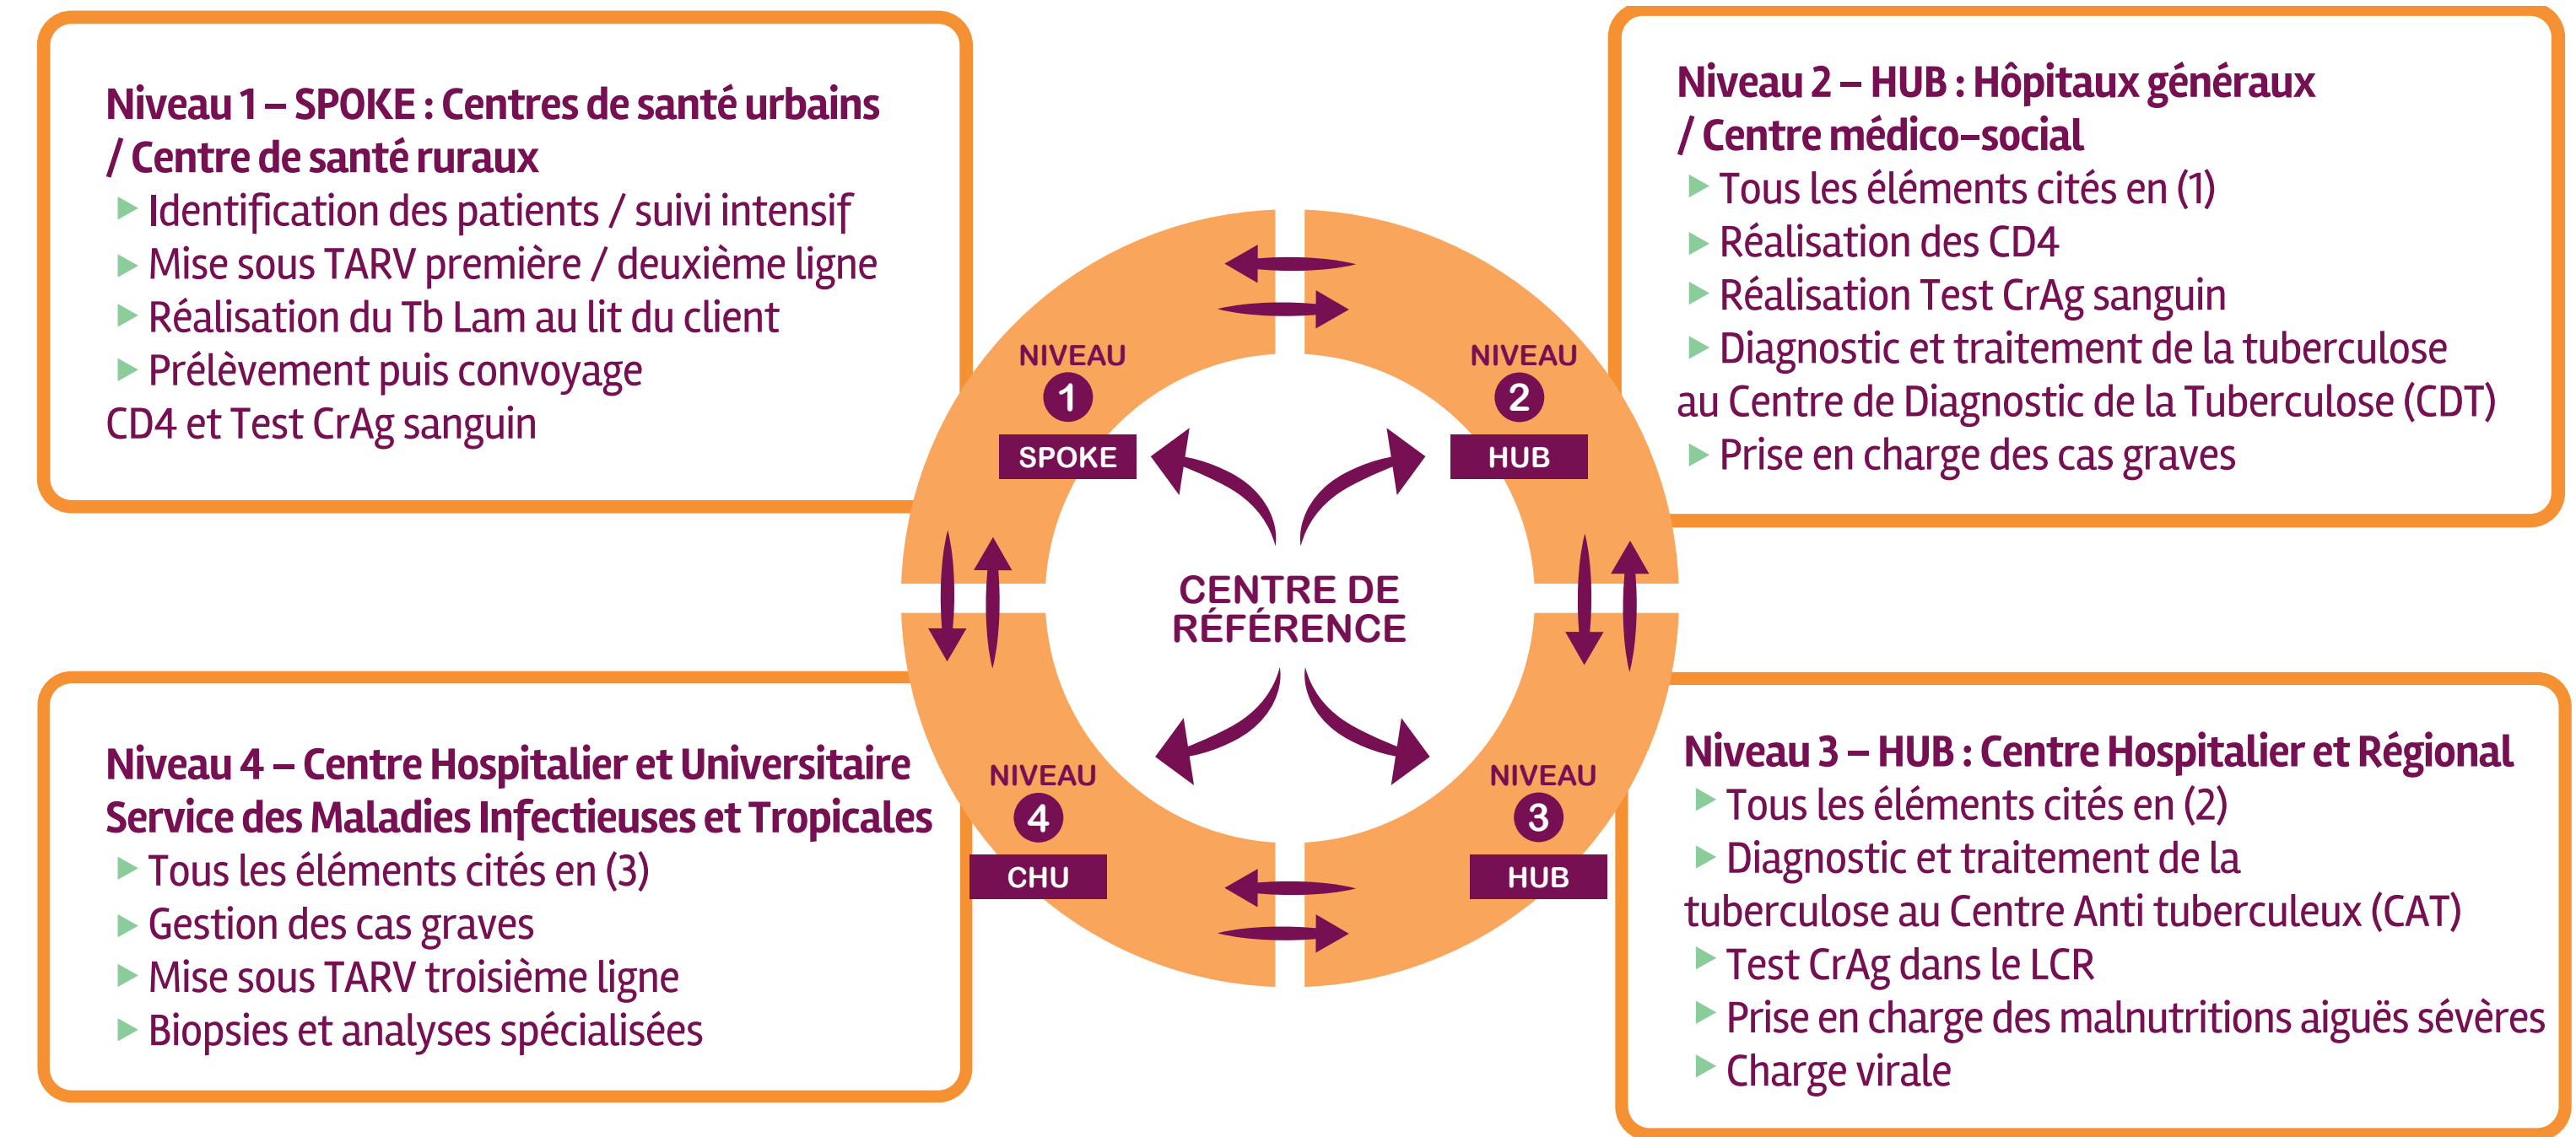 Niveau 1 – SPOKE : Centres de santé urbains
/ Centre de santé ruraux
Identification des patients / suivi intensif
Mise sous TARV première / deuxième ligne
Réalisation du Tb Lam au lit du client
Prélèvement puis convoyage
CD4 et Test CrAg sanguin
Niveau 2 – HUB : Hôpitaux généraux
/ Centre médico-social
Tous les éléments cités en (1)
Réalisation des CD4
Réalisation Test CrAg sanguin
Diagnostic et traitement de la tuberculose
au Centre de Diagnostic de la Tuberculose (CDT)
Prise en charge des cas graves
NIVEAU
1
SPOKE
NIVEAU
2
HUB
CENTRE DE
RÉFÉRENCE
NIVEAU
4
CHU
NIVEAU
3
HUB
Niveau 4 – Centre Hospitalier et Universitaire
Service des Maladies Infectieuses et Tropicales
Tous les éléments cités en (3)
Gestion des cas graves
Mise sous TARV troisième ligne
Biopsies et analyses spécialisées
Niveau 3 – HUB : Centre Hospitalier et Régional
Tous les éléments cités en (2)
Diagnostic et traitement de la
tuberculose au Centre Anti tuberculeux (CAT)
Test CrAg dans le LCR
Prise en charge des malnutritions aiguës sévères
Charge virale